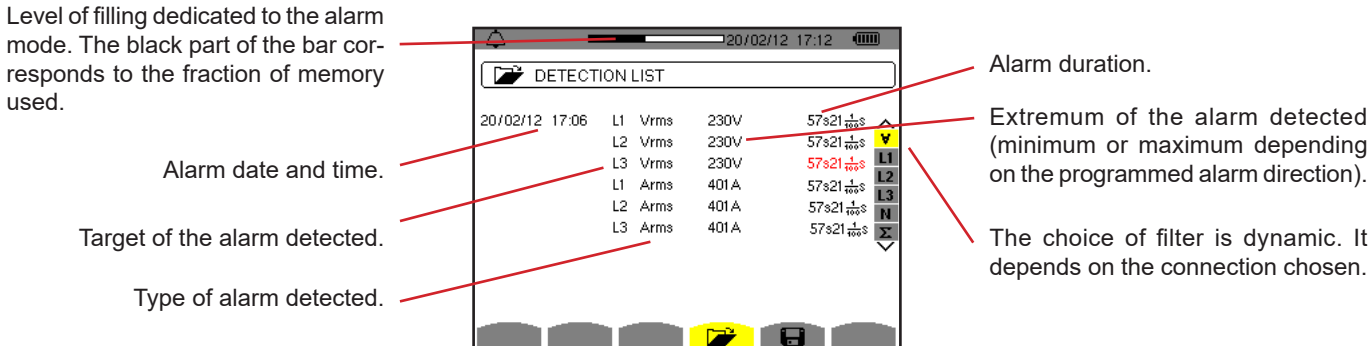 Level of filling dedicated to the alarm
mode. The black part of the bar cor-
responds to the fraction of memory
used.
Alarm date and time.
Target of the alarm detected.
Type of alarm detected.
20/02/12 17:12
DETECTION LIST
20/02/12 17:06 L1 Vrms 230V 57s21 1/100 s
L2 Vrms 230V 57s21 1/100 s
L3 Vrms 230V 57s21 1/100 s
L1 Arms 401A 57s21 1/100 s
L2 Arms 401A 57s21 1/100 s
L3 Arms 401A 57s21 1/100 s
∀
L1
L2
L3
N
Σ
Alarm duration.
Extremum of the alarm detected
(minimum or maximum depending
on the programmed alarm direction).
The choice of filter is dynamic. It
depends on the connection chosen.